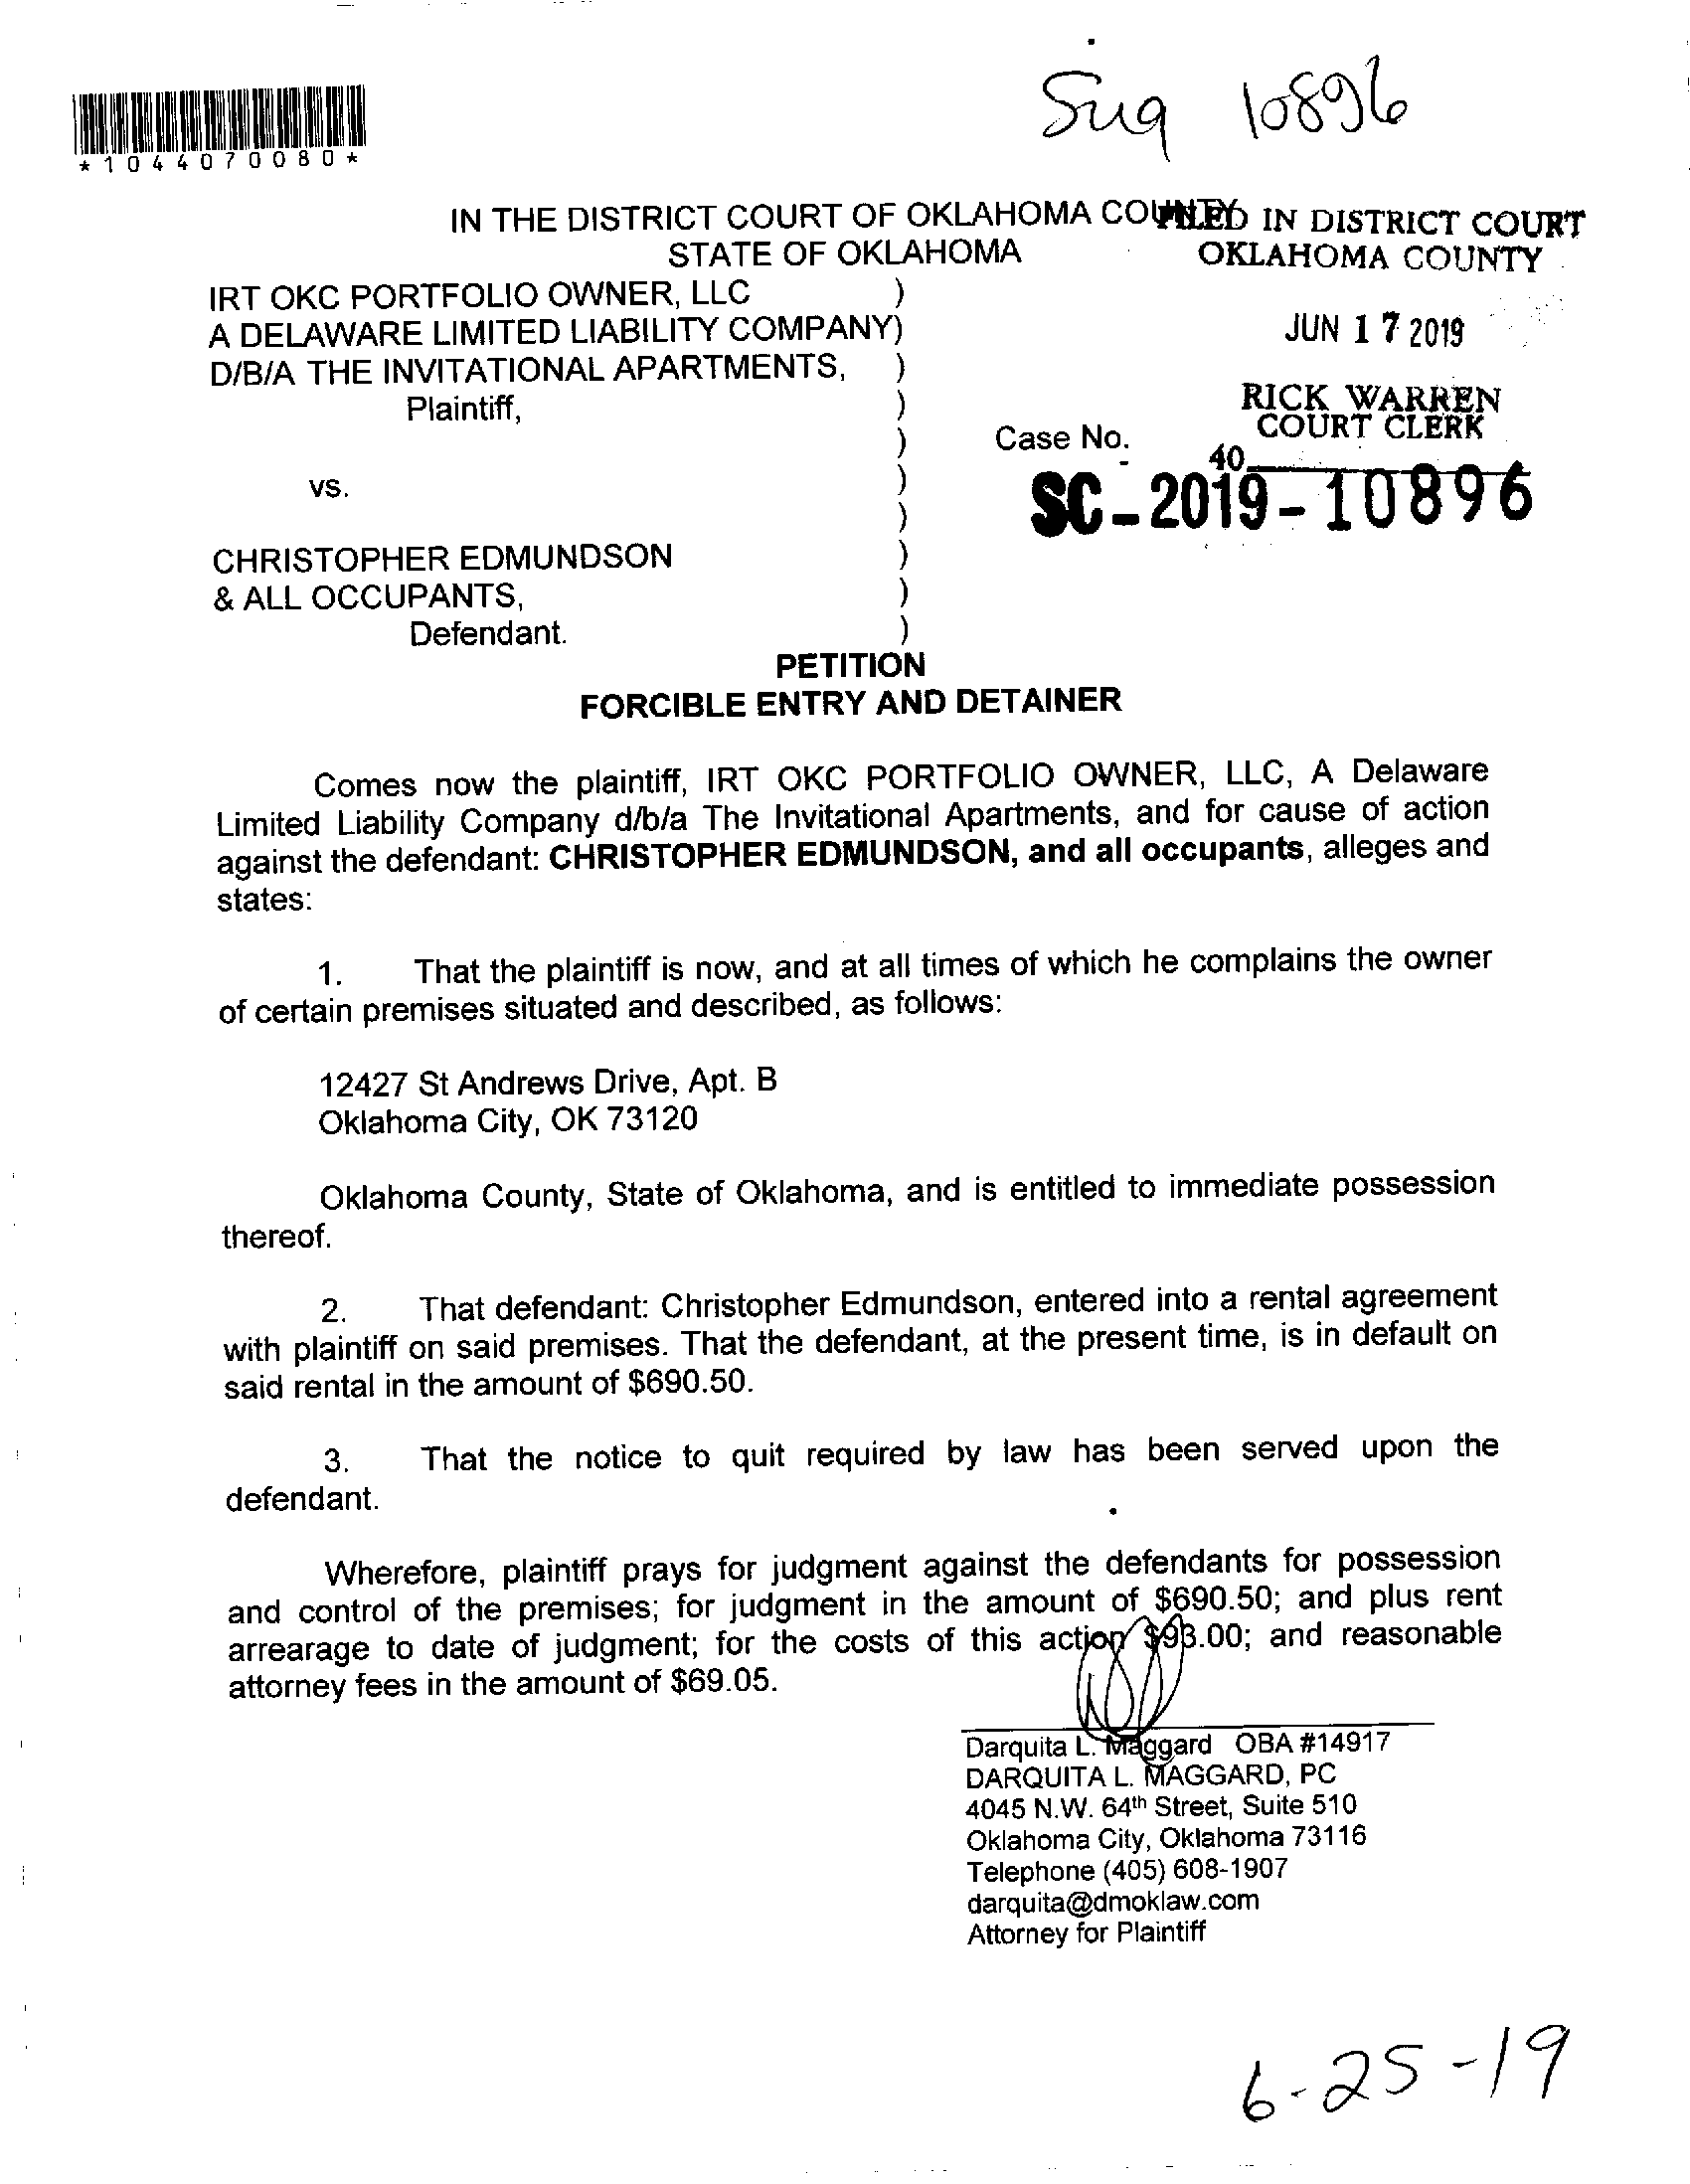 Sug 10896
*1044070080*
IN THE DISTRICT COURT OF OKLAHOMA COUNTY
STATE OF OKLAHOMA
FILED IN DISTRICT COURT
OKLAHOMA COUNTY
JUN 17 2019
RICK WARREN
COURT CLERK
40
IRT OKC PORTFOLIO OWNER, LLC )
A DELAWARE LIMITED LIABILITY COMPANY)
D/B/A THE INVITATIONAL APARTMENTS, )
Plaintiff, )
) Case No.
vs. ) SC-2019-10896
)
CHRISTOPHER EDMUNDSON )
& ALL OCCUPANTS, )
Defendant. )
PETITION
FORCIBLE ENTRY AND DETAINER
Comes now the plaintiff, IRT OKC PORTFOLIO OWNER, LLC, A Delaware
Limited Liability Company d/b/a The Invitational Apartments, and for cause of action
against the defendant: CHRISTOPHER EDMUNDSON, and all occupants, alleges and
states:
1. That the plaintiff is now, and at all times of which he complains the owner
of certain premises situated and described, as follows:
12427 St Andrews Drive, Apt. B
Oklahoma City, OK 73120
Oklahoma County, State of Oklahoma, and is entitled to immediate possession
thereof.
2. That defendant: Christopher Edmundson, entered into a rental agreement
with plaintiff on said premises. That the defendant, at the present time, is in default on
said rental in the amount of $690.50.
3. That the notice to quit required by law has been served upon the
defendant.
Wherefore, plaintiff prays for judgment against the defendants for possession
and control of the premises; for judgment in the amount of $690.50; and plus rent
arrearage to date of judgment; for the costs of this action $93.00; and reasonable
attorney fees in the amount of $69.05.
Darquita L. Maggard OBA #14917
DARQUITA L. MAGGARD, PC
4045 N.W. 64th Street, Suite 510
Oklahoma City, Oklahoma 73116
Telephone (405) 608-1907
darquita@dmoklaw.com
Attorney for Plaintiff
6-25-19